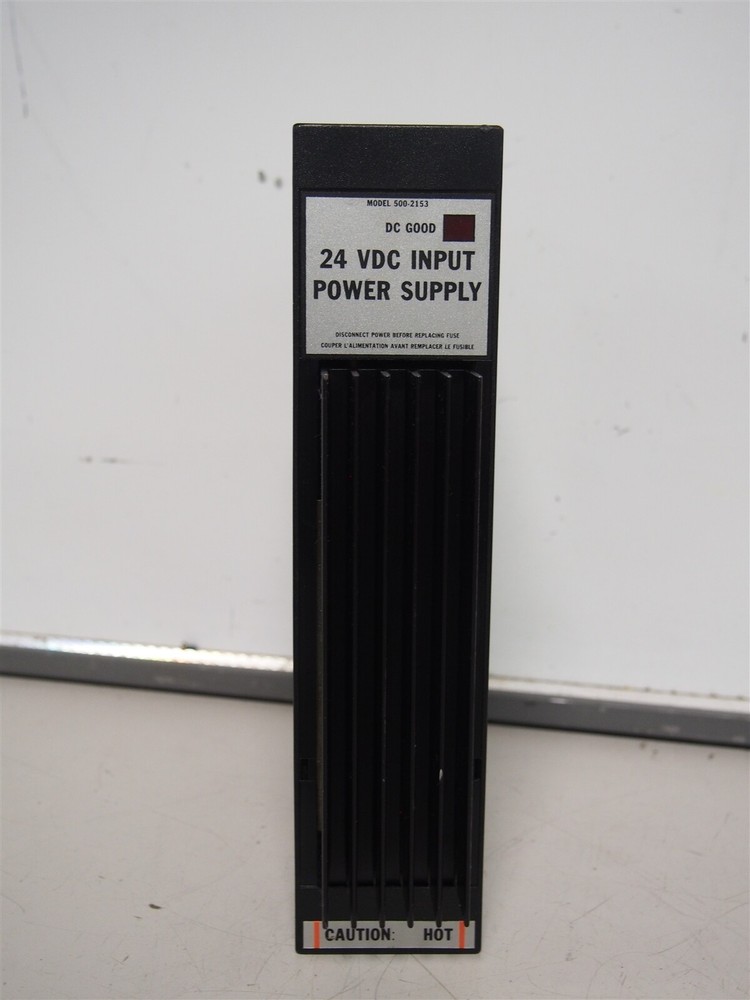 MODEL 500-2153
DC GOOD
24 VDC INPUT
POWER SUPPLY
DISCONNECT POWER BEFORE REPLACING FUSE
COUPER L'ALIMENTATION AVANT REMPLACER LE FUSIBLE
CAUTION: HOT